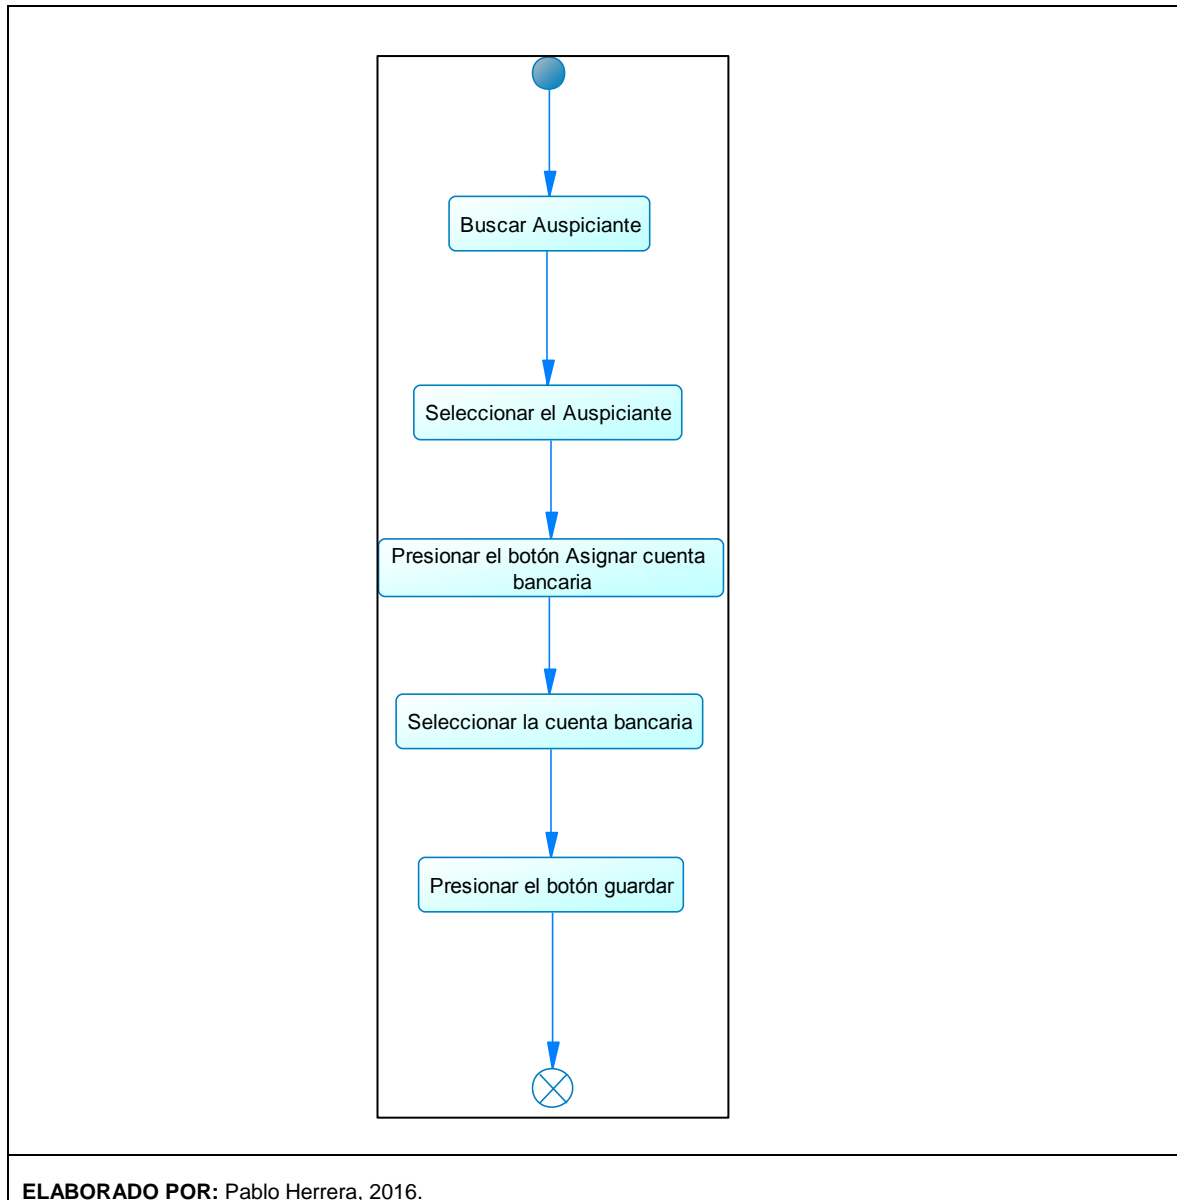 Buscar Auspiciante
Seleccionar el Auspiciante
Presionar el botón Asignar cuenta
bancaria
Seleccionar la cuenta bancaria
Presionar el botón guardar
ELABORADO POR: Pablo Herrera, 2016.